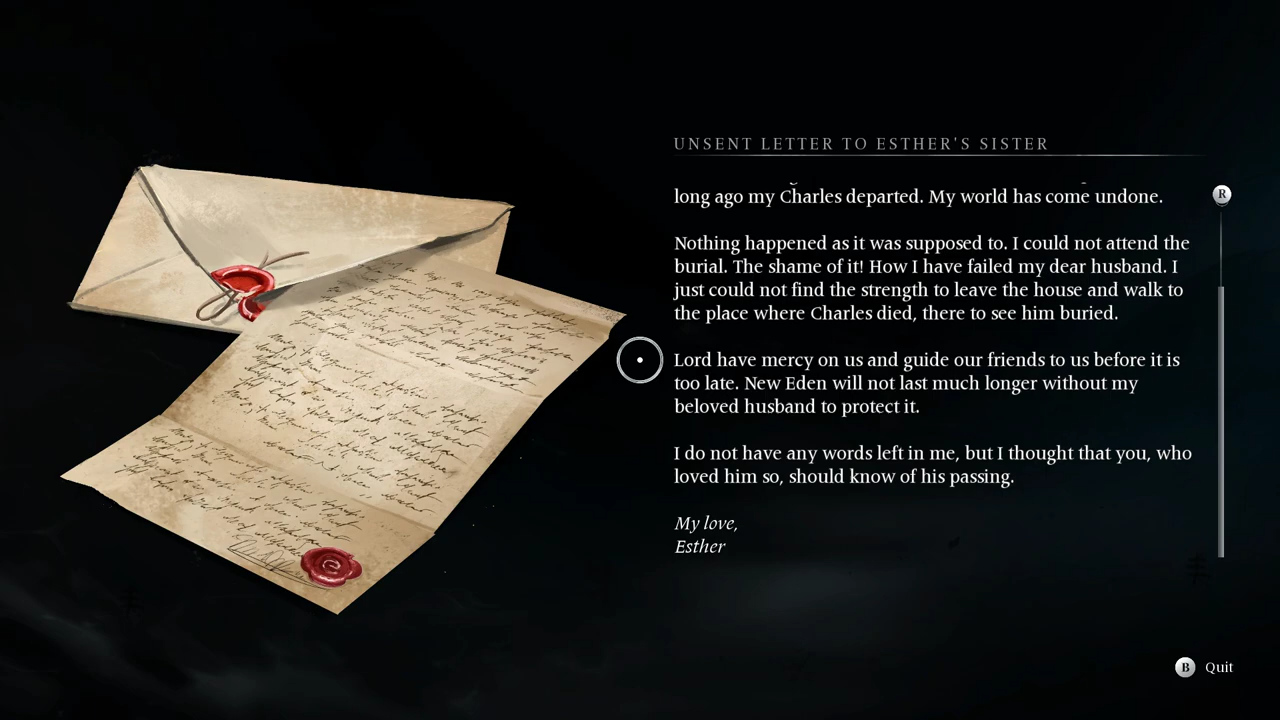 UNSENT LETTER TO ESTHER'S SISTER
long ago my Charles departed. My world has come undone.
R
Nothing happened as it was supposed to. I could not attend the
burial. The shame of it! How I have failed my dear husband. I
just could not find the strength to leave the house and walk to
the place where Charles died, there to see him buried.
Lord have mercy on us and guide our friends to us before it is
too late. New Eden will not last much longer without my
beloved husband to protect it.
I do not have any words left in me, but I thought that you, who
loved him so, should know of his passing.
My love,
Esther
B Quit